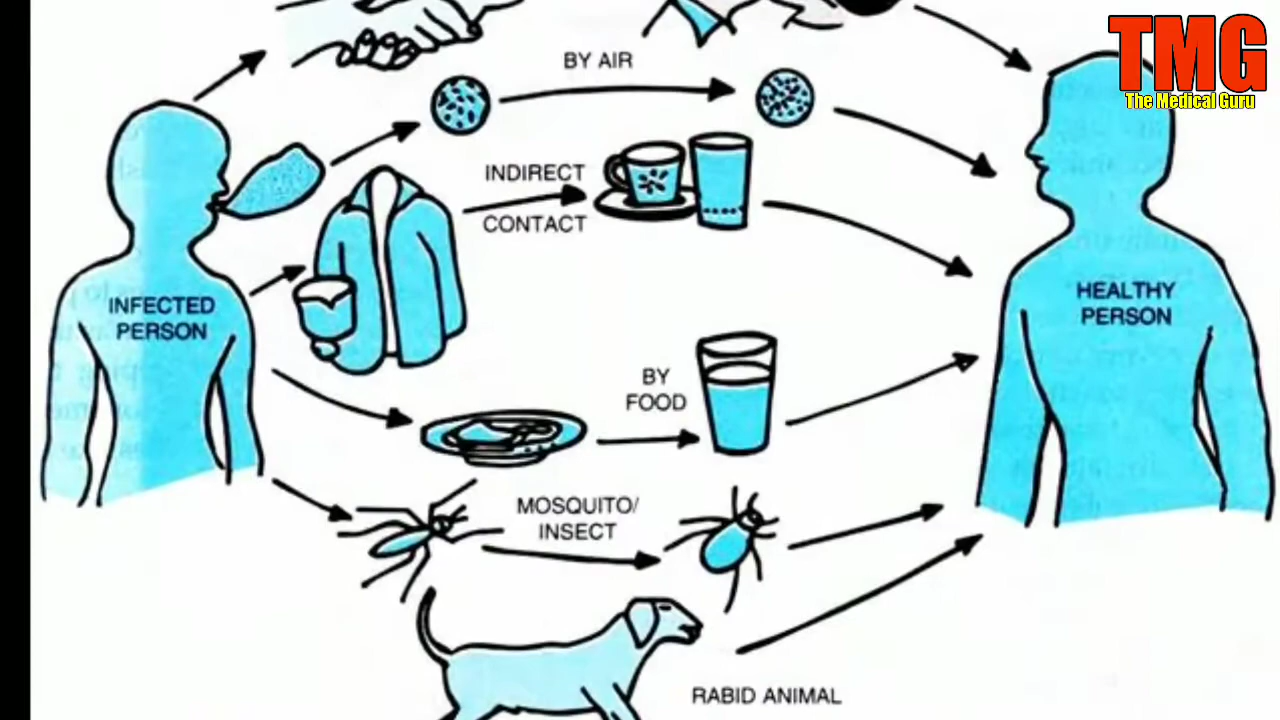 TMG
The Medical Guru
BY AIR
INDIRECT
CONTACT
INFECTED
PERSON
HEALTHY
PERSON
BY
FOOD
MOSQUITO/
INSECT
RABID ANIMAL